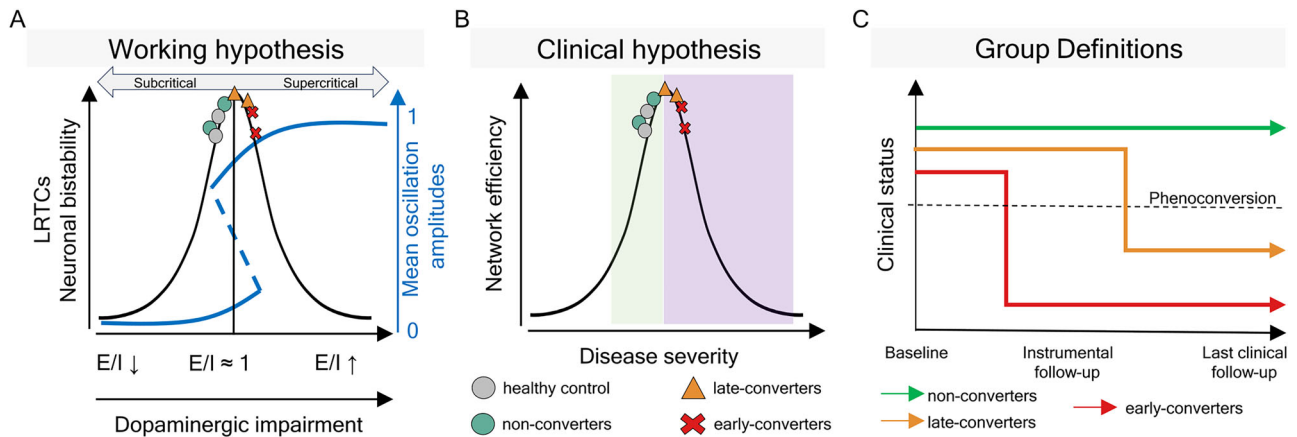 A
Working hypothesis
Subcritical
Supercritical
LRTCs
Neuronal bistability
1
Mean oscillation
amplitudes
0
E/I ↓
E/I ≈ 1
E/I ↑
Dopaminergic impairment
B
Clinical hypothesis
Network efficiency
Disease severity
healthy control
late-converters
non-converters
early-converters
C
Group Definitions
Clinical status
Phenoconversion
Baseline
Instrumental
follow-up
Last clinical
follow-up
non-converters
late-converters
early-converters